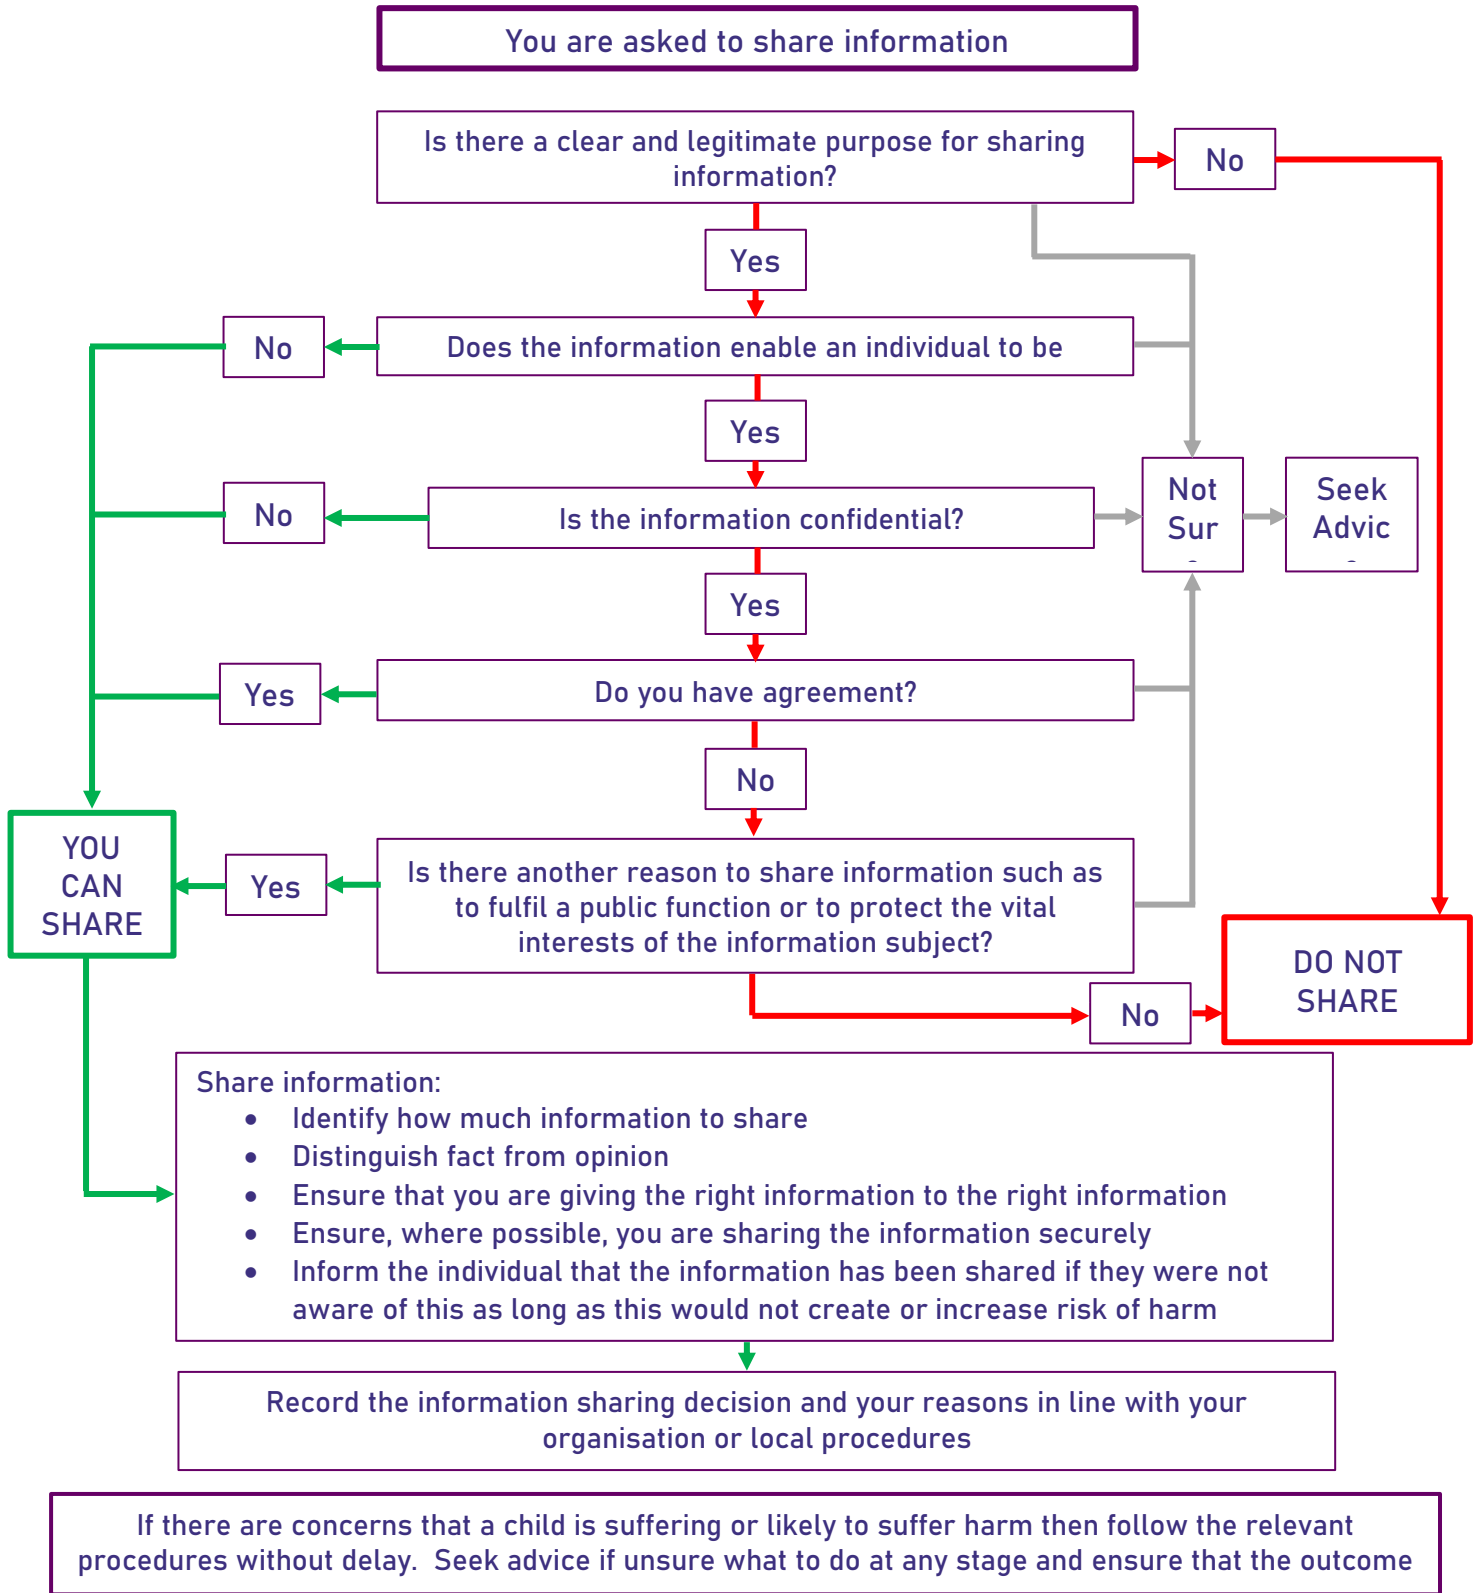 You are asked to share information
Is there a clear and legitimate purpose for sharing
information?
No
Yes
No
Does the information enable an individual to be
Yes
No
Is the information confidential?
Not
Sur
Seek
Advic
Yes
Yes
Do you have agreement?
No
YOU
CAN
SHARE
Yes
Is there another reason to share information such as
to fulfil a public function or to protect the vital
interests of the information subject?
DO NOT
SHARE
No
Share information:
• Identify how much information to share
• Distinguish fact from opinion
• Ensure that you are giving the right information to the right information
• Ensure, where possible, you are sharing the information securely
• Inform the individual that the information has been shared if they were not
aware of this as long as this would not create or increase risk of harm
Record the information sharing decision and your reasons in line with your
organisation or local procedures
If there are concerns that a child is suffering or likely to suffer harm then follow the relevant
procedures without delay.  Seek advice if unsure what to do at any stage and ensure that the outcome